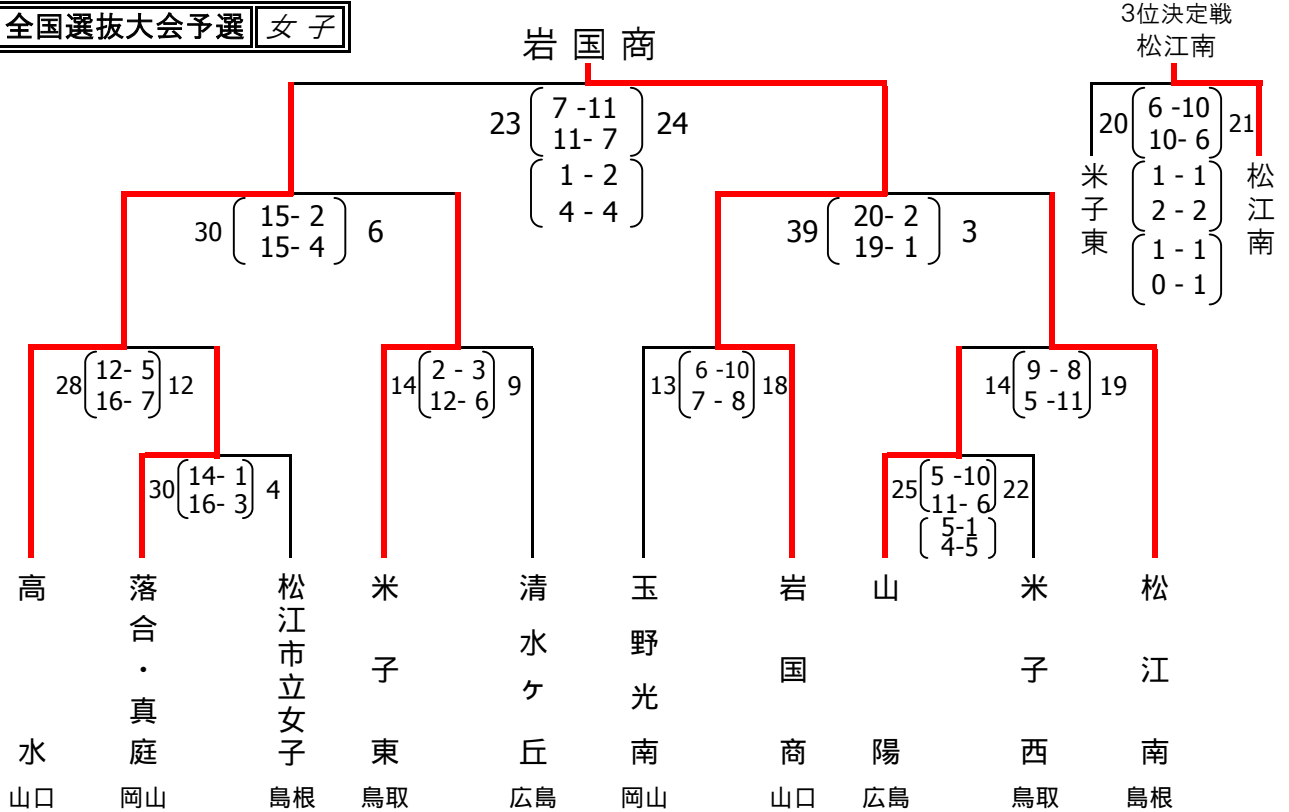 全国選抜大会予選 女子
3位決定戦
岩国商
松江南
23 7 -11 24
11- 7
1 - 2
4 - 4
20 6 -10 21
10- 6
1 - 1
2 - 2
1 - 1
0 - 1
米子東
松江南
30 15- 2 6
15- 4
39 20- 2 3
19- 1
28 12- 5 12
16- 7
14 2 - 3 9
12- 6
13 6 -10 18
7 - 8
14 9 - 8 19
5 -11
30 14- 1 4
16- 3
25 5 -10 22
11- 6
5-1
4-5
高水
落合・真庭
松江市立女子
米子東
清水ヶ丘
玉野光南
岩国商
山陽
米子西
松江南
山口 岡山 島根 鳥取 広島 岡山 山口 広島 鳥取 島根